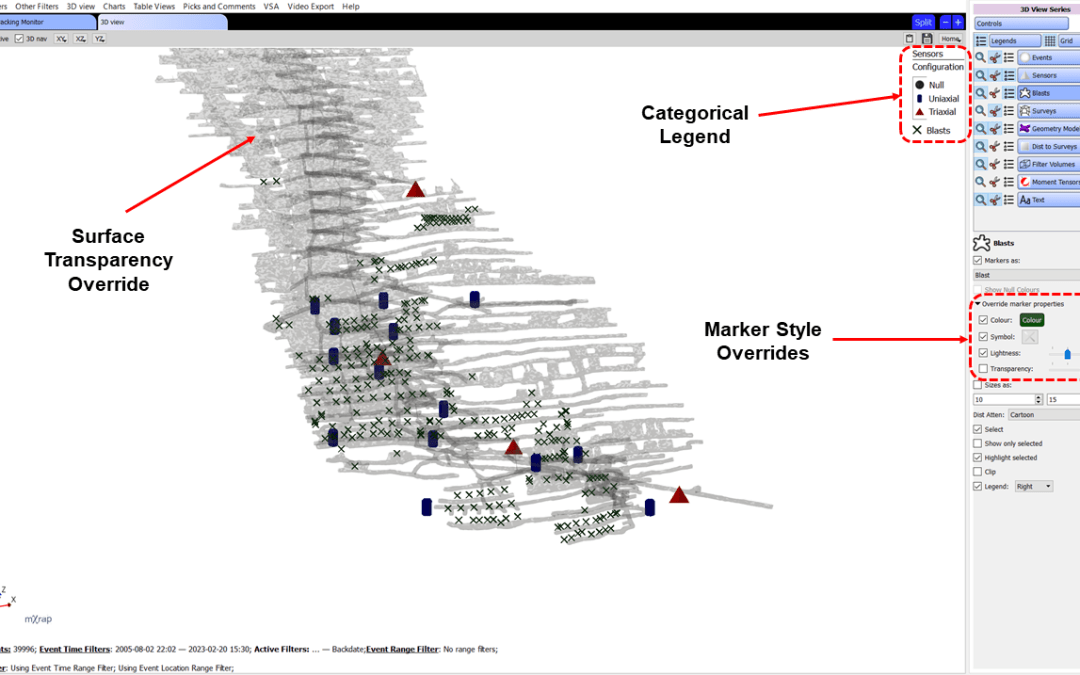 Other Filters 3D view Charts Table Views Picks and Comments VSA Video Export Help
3D View Series
acking Monitor
3D view
Split - +
Controls
3D nav XY, XZ, YZ,
Home,
Legends Grid
Sensors
Configuration
Null
Uniaxial
Triaxial
Blasts
Categorical
Legend
Events
Sensors
Blasts
Surveys
Geometry Mode
Dist to Surveys
Filter Volumes
Moment Tensors
Aa Text
Surface
Transparency
Override
Blasts
Markers as:
Blast
Show Null Colours
Override marker properties
Colour: Colour
Symbol:
Lightness:
Transparency:
Marker Style
Overrides
Sizes as:
10 15
Dist Atten: Cartoon
Select
Show only selected
Highlight selected
Clip
Legend: Right
Z
X
mXrap
ts: 39996; Event Time Filters: 2005-08-02 22:02 — 2023-02-20 15:30; Active Filters: ... — Backdate;Event Range Filter: No range filters;
er: Using Event Time Range Filter; Using Event Location Range Filter;